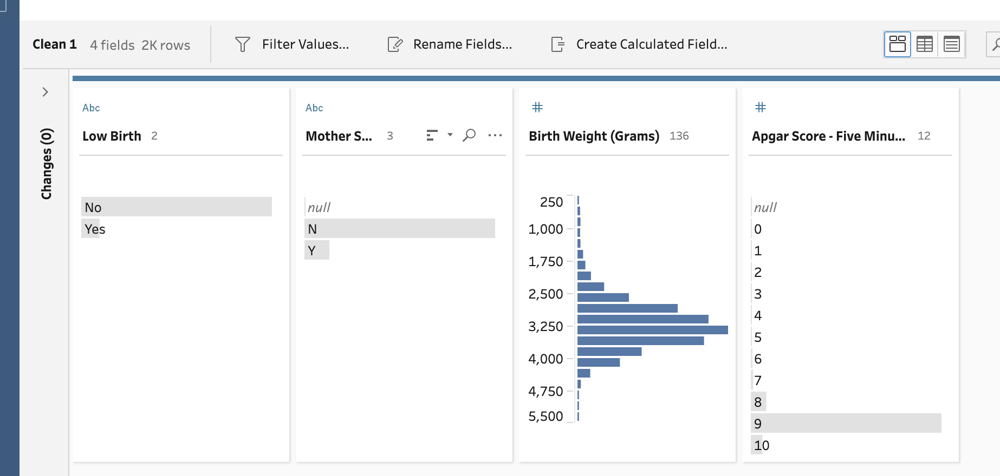 Clean 1 4 fields 2K rows Filter Values... Rename Fields... Create Calculated Field...
Changes (0)
Abc
Low Birth 2
No
Yes
Abc
Mother S... 3
null
N
Y
#
Birth Weight (Grams) 136
250
1,000
1,750
2,500
3,250
4,000
4,750
5,500
#
Apgar Score - Five Minu... 12
null
0
1
2
3
4
5
6
7
8
9
10